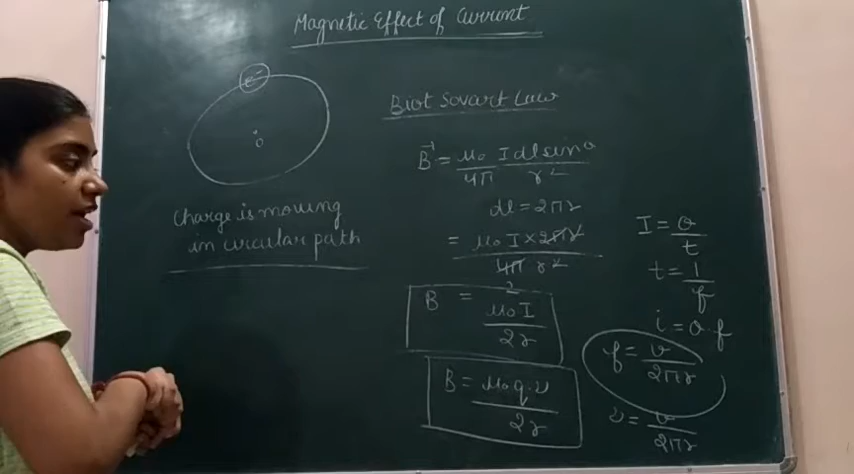 Magnetic Effect of Current
e⁻
O
Charge is moving
in circular path
Biot Savart Law
B⃗ = μ₀/4π I dl sinθ/r²
dl = 2πr
= μ₀ I × 2πr / 4π r²
2
B = μ₀ I / 2r
B = μ₀ q·ν / 2r
I = Q/t
t = 1/f
i = Q·f
f = v/2πr
ν = v/2πr